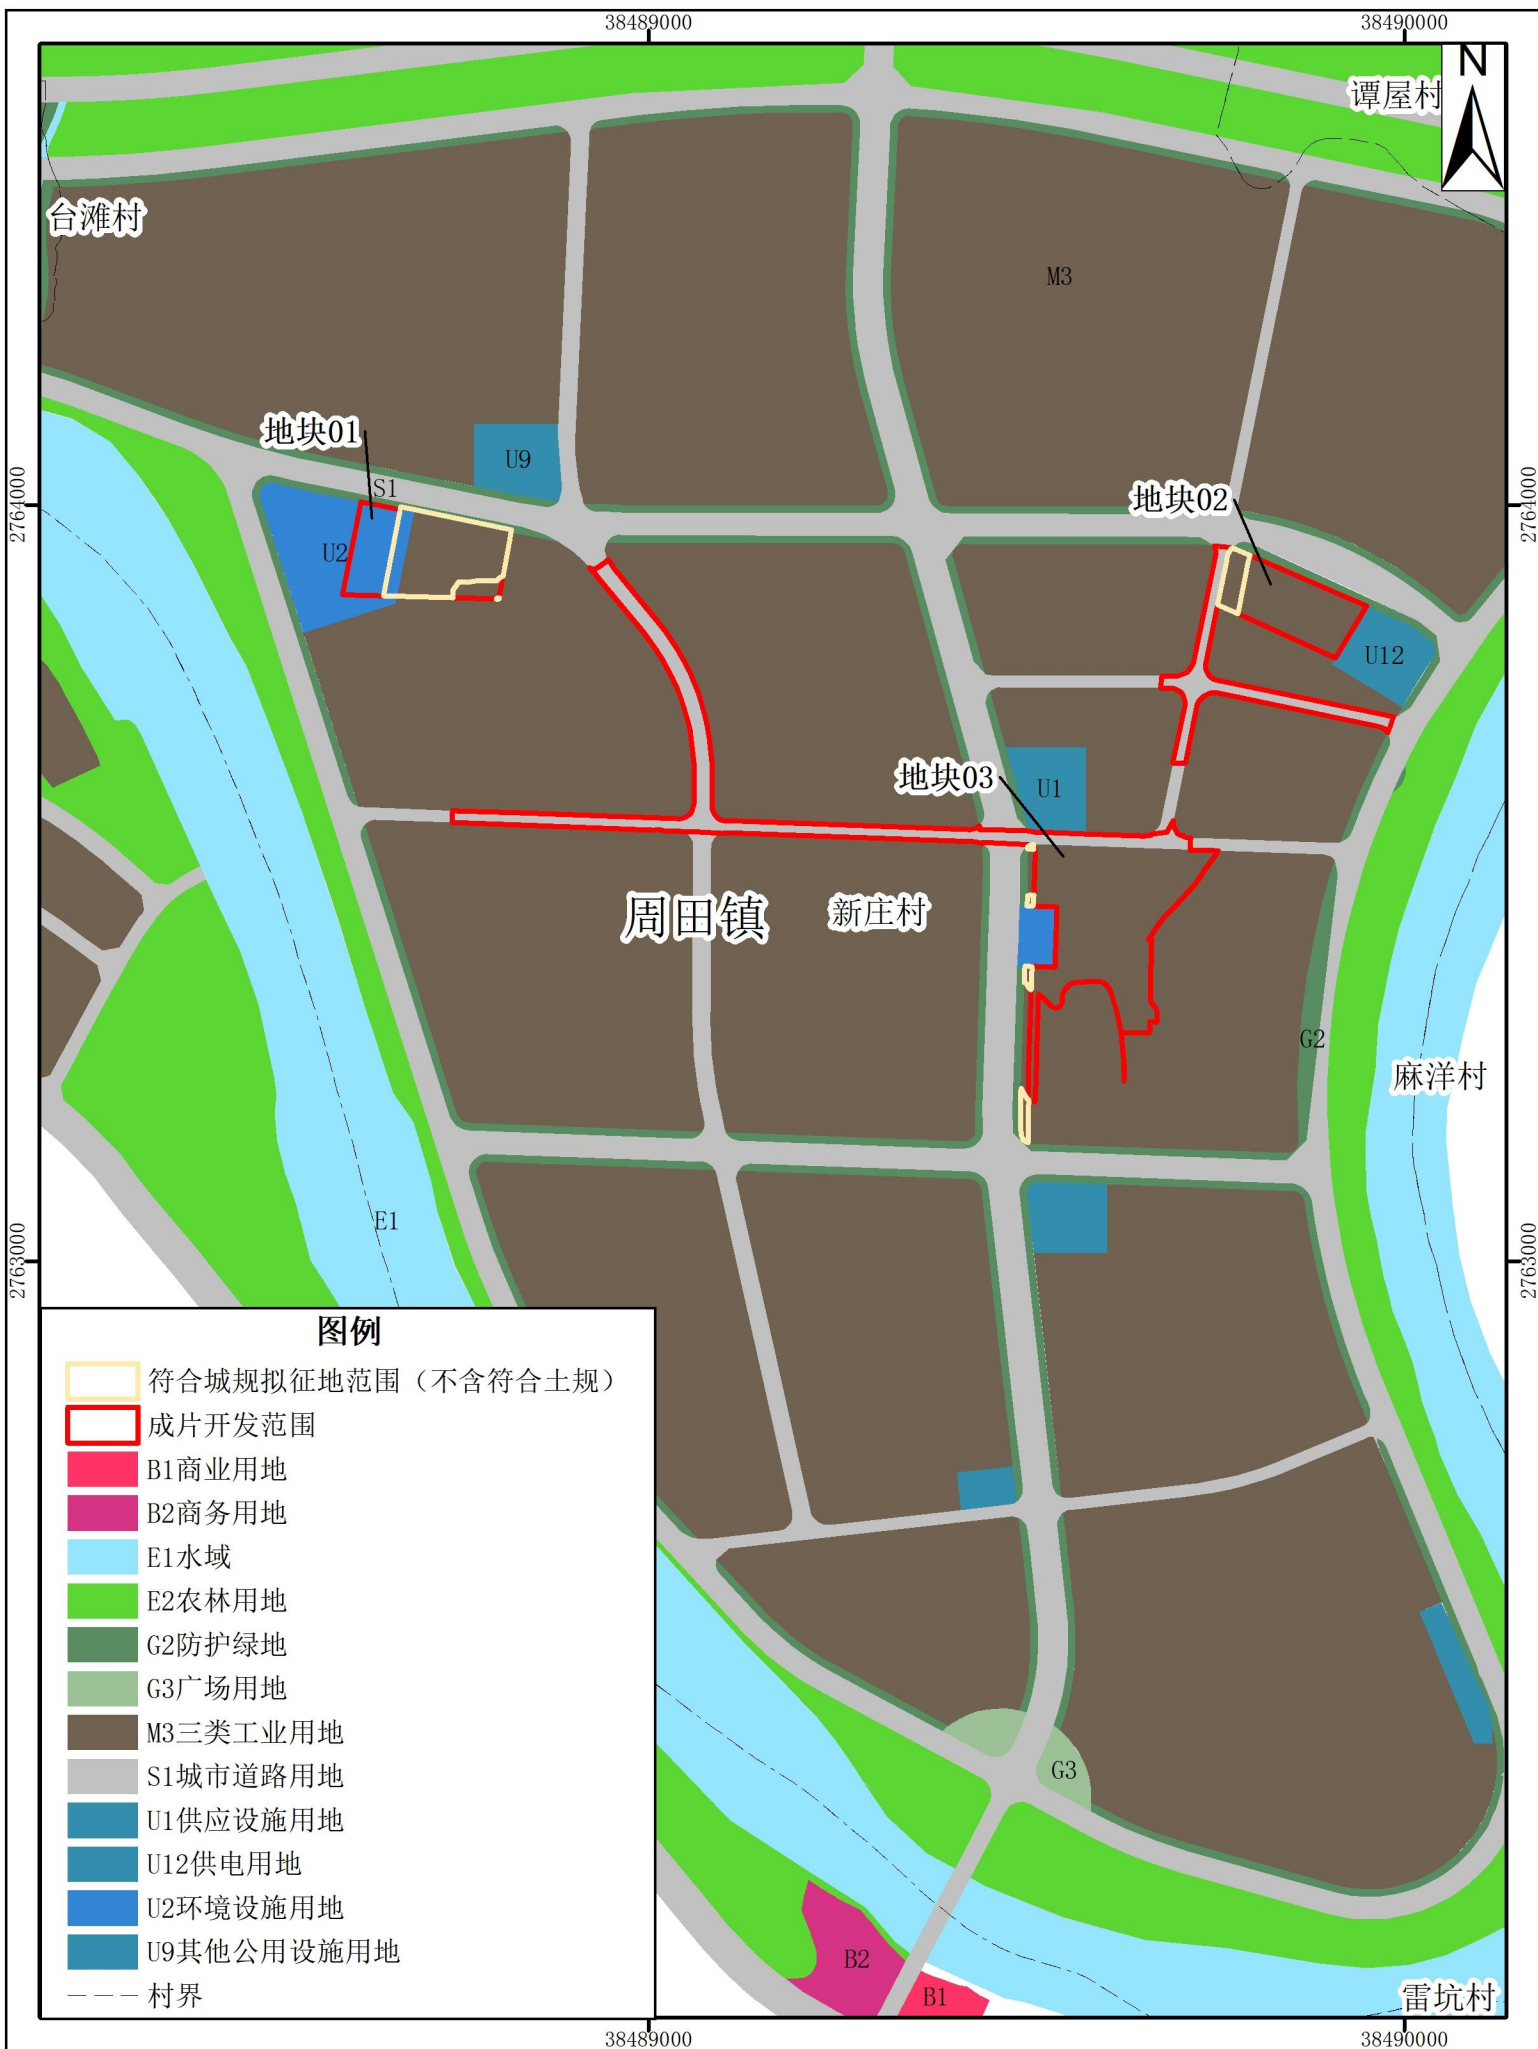 38489000
38490000
N
谭屋村
台滩村
M3
地块01
U9
S1
2764000
2764000
地块02
U2
U12
地块03
U1
周田镇
新庄村
G2
麻洋村
E1
2763000
2763000
图例
符合城规拟征地范围（不含符合土规）
成片开发范围
B1商业用地
B2商务用地
E1水域
E2农林用地
G2防护绿地
G3广场用地
M3三类工业用地
S1城市道路用地
U1供应设施用地
U12供电用地
U2环境设施用地
U9其他公用设施用地
村界
G3
B2
B1
雷坑村
38489000
38490000